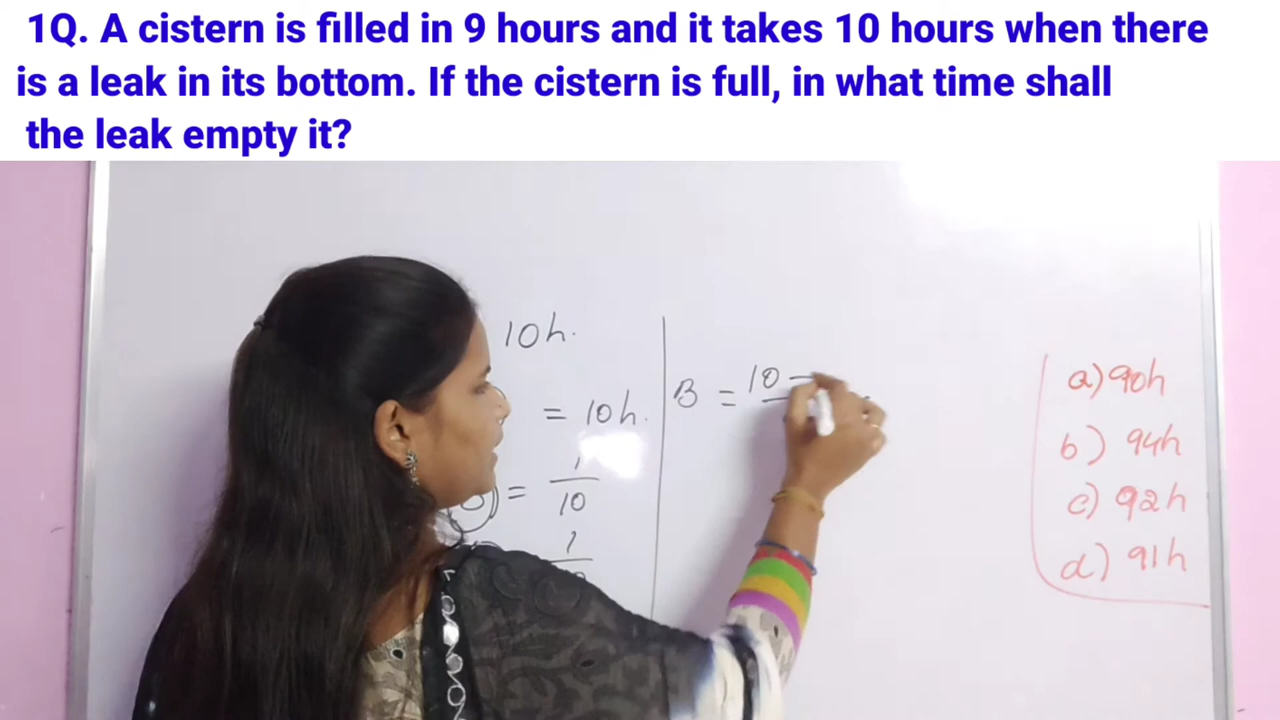 1Q. A cistern is filled in 9 hours and it takes 10 hours when there
is a leak in its bottom. If the cistern is full, in what time shall
the leak empty it?
10h.
= 10h.
= 1/10
1
B = 10 -
a) 90h
b) 94h
c) 92h
d) 91h